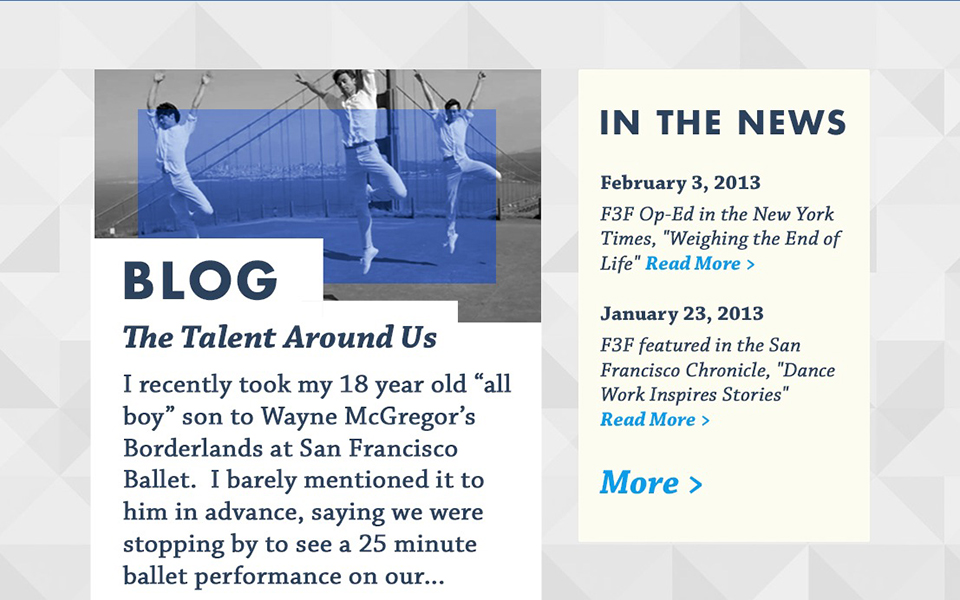 BLOG
The Talent Around Us
I recently took my 18 year old “all
boy” son to Wayne McGregor’s
Borderlands at San Francisco
Ballet.  I barely mentioned it to
him in advance, saying we were
stopping by to see a 25 minute
ballet performance on our...
IN THE NEWS
February 3, 2013
F3F Op-Ed in the New York
Times, "Weighing the End of
Life" Read More >
January 23, 2013
F3F featured in the San
Francisco Chronicle, "Dance
Work Inspires Stories"
Read More >
More >